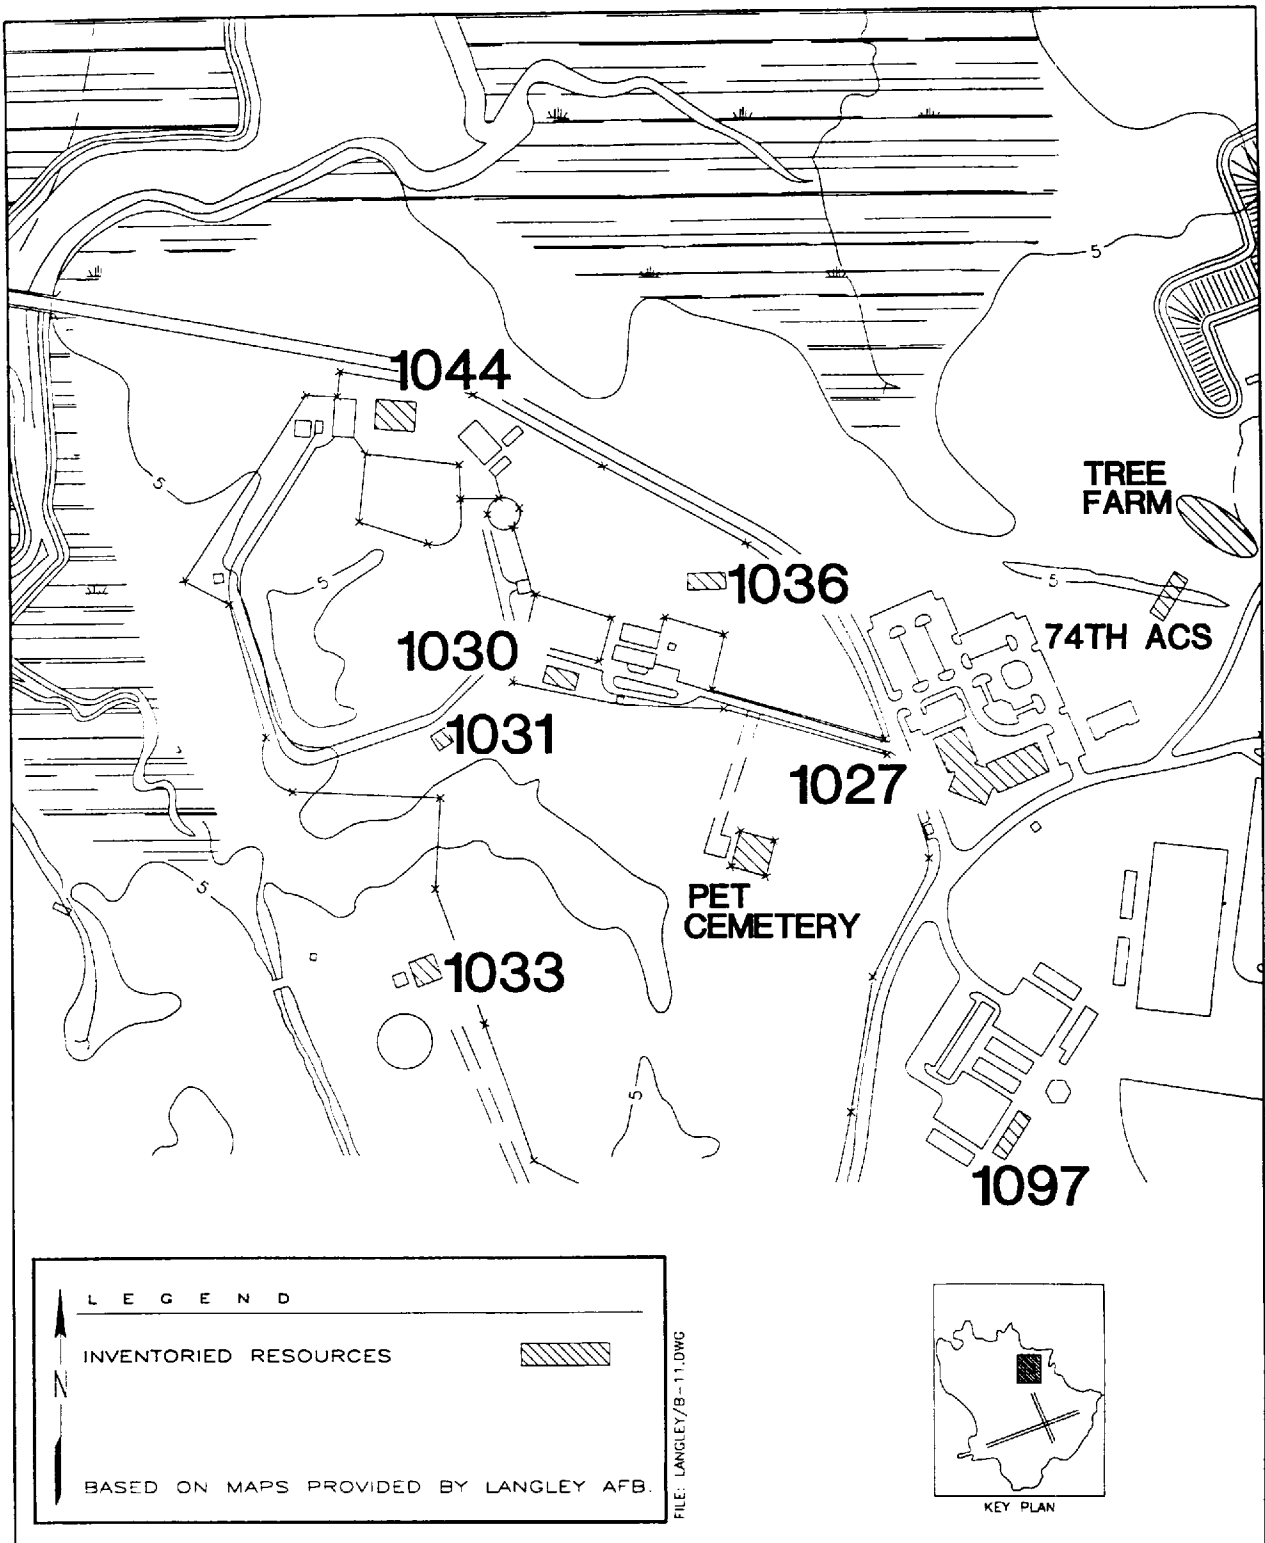 5
1044
5
TREE
FARM
5
1036
5
74TH ACS
1030
1031
1027
5
PET
CEMETERY
1033
5
1097
LEGEND
INVENTORIED RESOURCES
N
BASED ON MAPS PROVIDED BY LANGLEY AFB.
FILE: LANGLEY/B-11.DWG
KEY PLAN